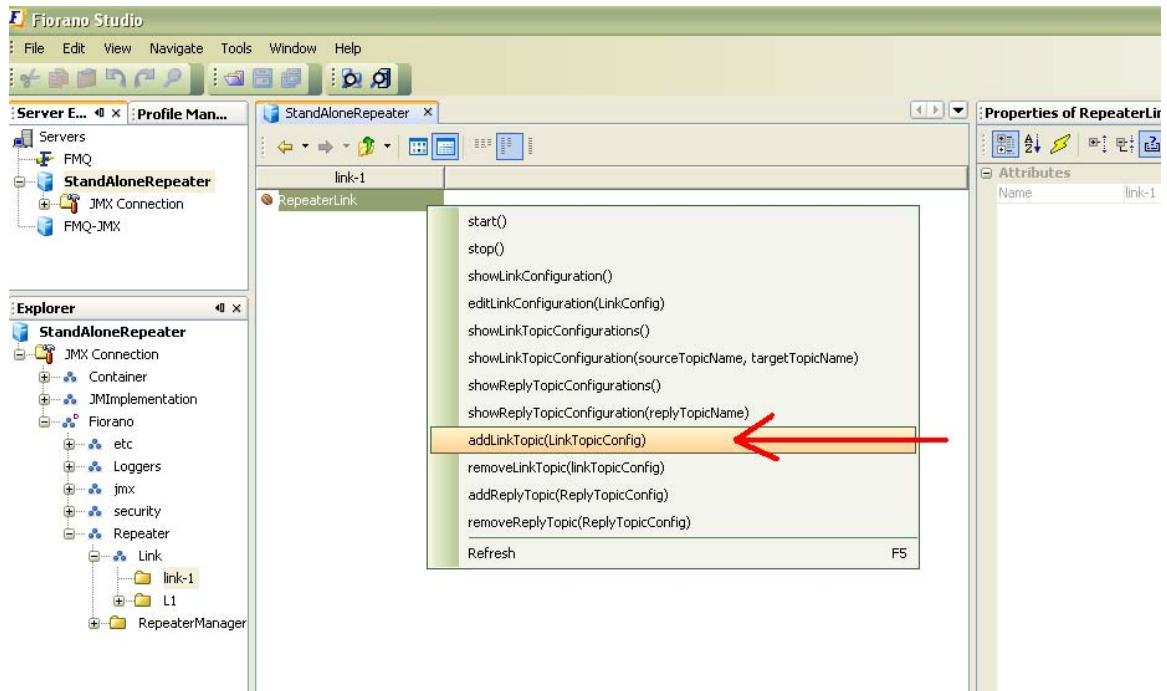 Fiorano Studio
File Edit View Navigate Tools Window Help
Server E... Profile Man...
Servers
FMQ
StandAloneRepeater
JMX Connection
FMQ-JMX
Explorer
StandAloneRepeater
JMX Connection
Container
JMImplementation
Fiorano
etc
Loggers
jmx
security
Repeater
Link
link-1
L1
RepeaterManager
StandAloneRepeater
link-1
RepeaterLink
start()
stop()
showLinkConfiguration()
editLinkConfiguration(LinkConfig)
showLinkTopicConfigurations()
showLinkTopicConfiguration(sourceTopicName, targetTopicName)
showReplyTopicConfigurations()
showReplyTopicConfiguration(replyTopicName)
addLinkTopic(LinkTopicConfig)
removeLinkTopic(linkTopicConfig)
addReplyTopic(ReplyTopicConfig)
removeReplyTopic(ReplyTopicConfig)
Refresh F5
Properties of RepeaterLin
Attributes
Name link-1